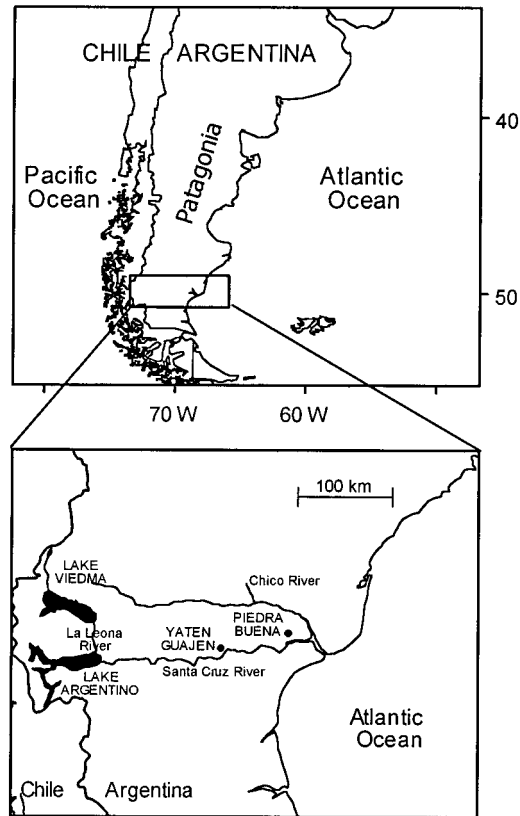 CHILE ARGENTINA
40
Pacific
Ocean
Patagonia
Atlantic
Ocean
50
70 W 60 W
100 km
LAKE
VIEDMA
Chico River
La Leona
River
YATEN
GUAJEN
PIEDRA
BUENA
Santa Cruz River
LAKE
ARGENTINO
Atlantic
Ocean
Chile Argentina